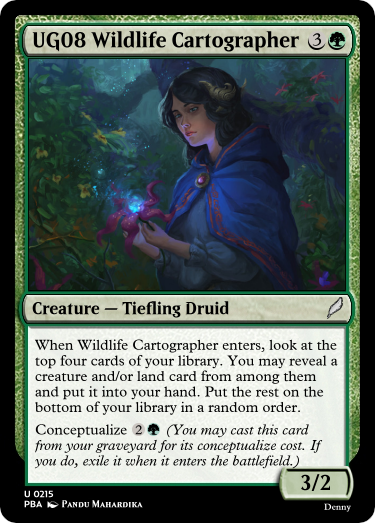 UG08 Wildlife Cartographer 3
Creature — Tiefling Druid
When Wildlife Cartographer enters, look at the
top four cards of your library. You may reveal a
creature and/or land card from among them
and put it into your hand. Put the rest on the
bottom of your library in a random order.
Conceptualize 2 (You may cast this card
from your graveyard for its conceptualize cost. If
you do, exile it when it enters the battlefield.)
3/2
U 0215
PBA Pandu Mahardika
Denny